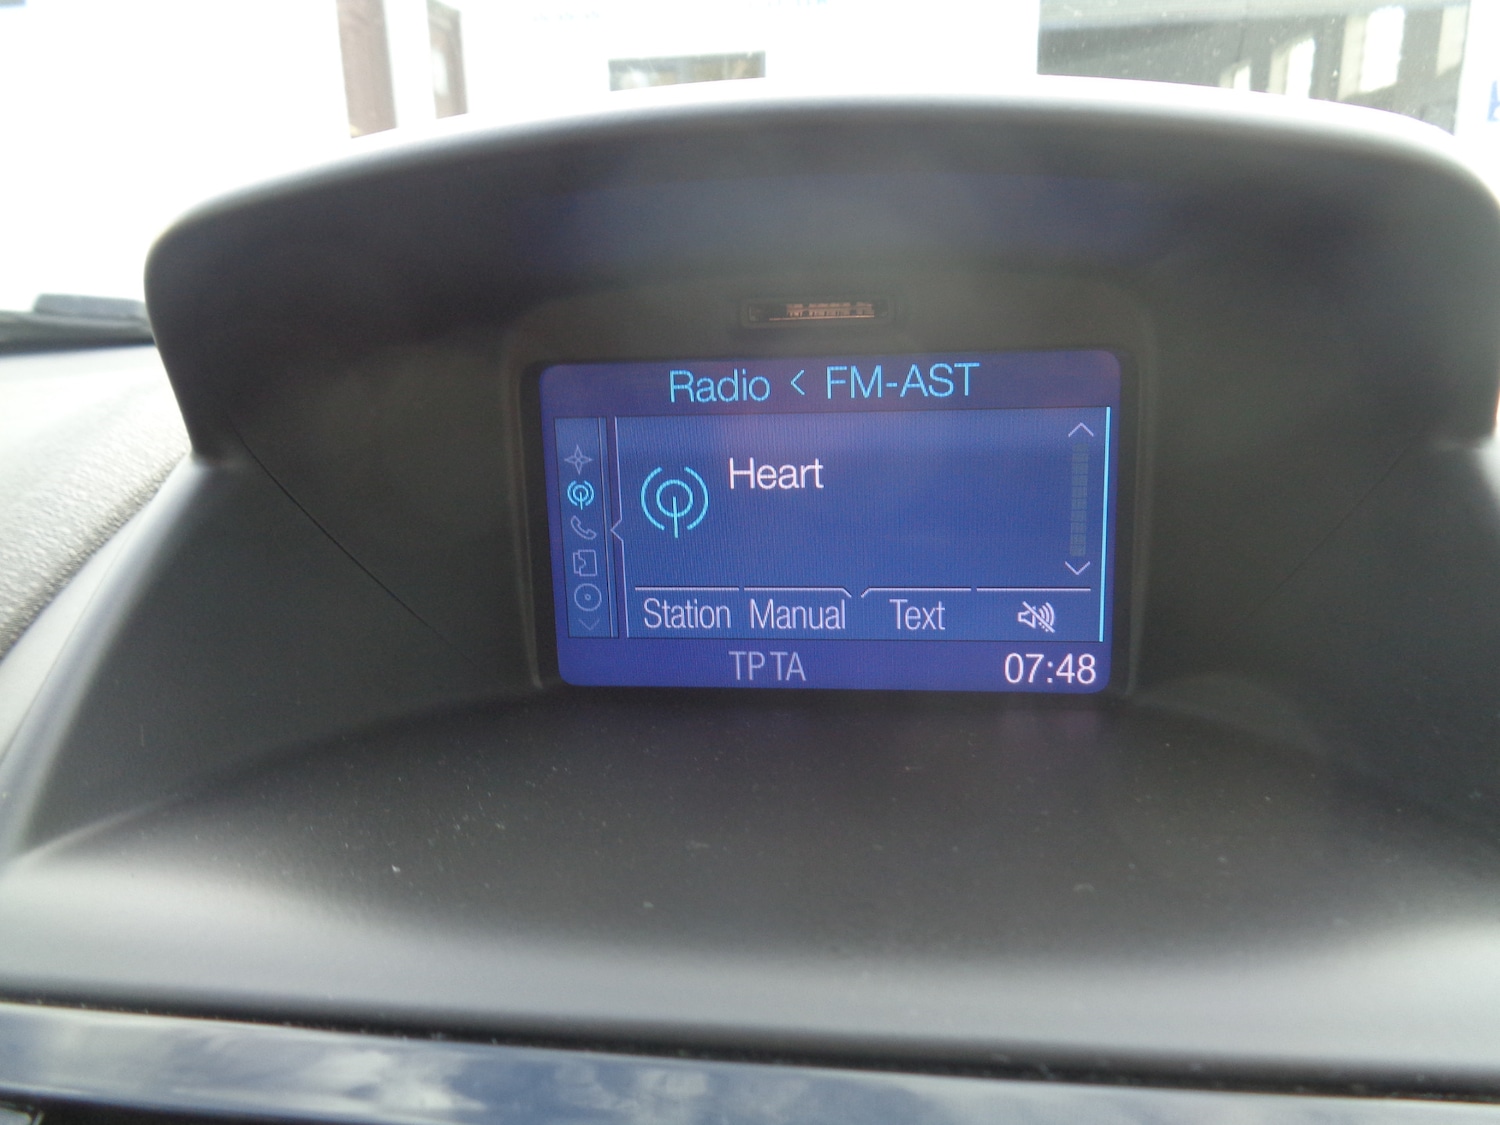 Radio < FM-AST
Heart
Station Manual Text
TP TA 07:48